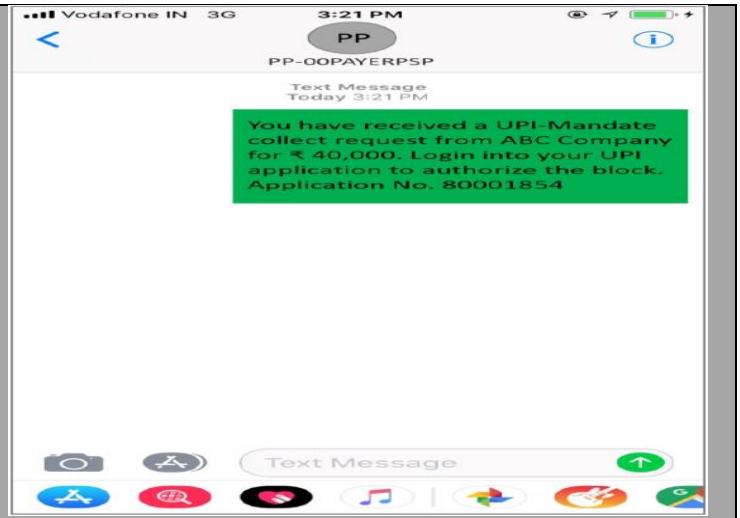 Vodafone IN 3G 3:21 PM
PP
PP-OOPAYERPSP
Text Message
Today 3:21 PM
You have received a UPI-Mandate
collect request from ABC Company
for ₹ 40,000. Login into your UPI
application to authorize the block.
Application No. 80001854
Text Message
G